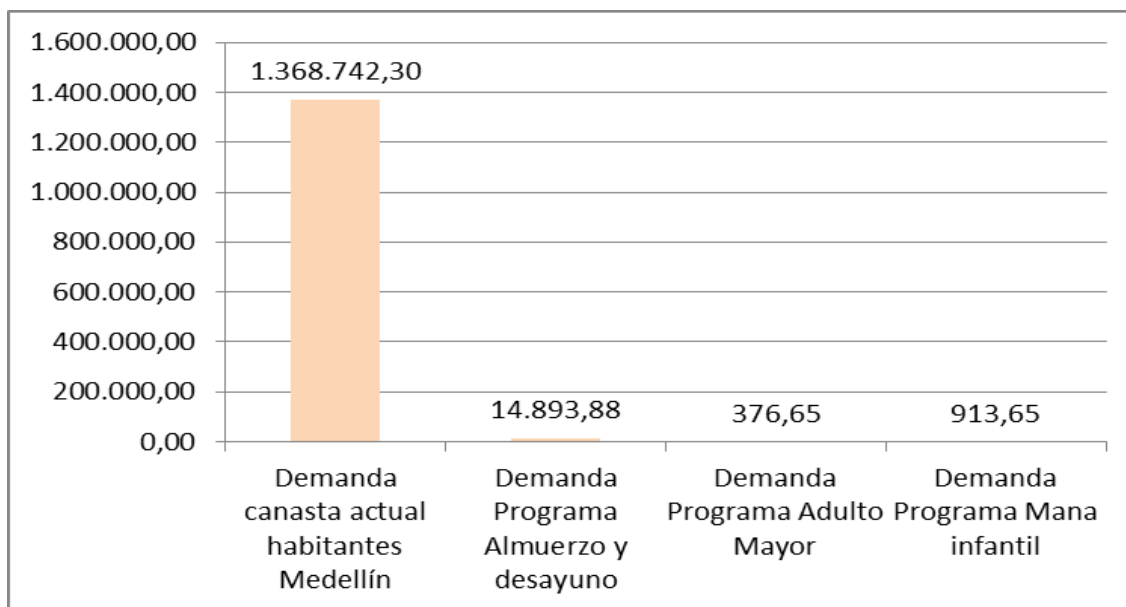 1.600.000,00
1.400.000,00
1.200.000,00
1.000.000,00
800.000,00
600.000,00
400.000,00
200.000,00
0,00
1.368.742,30
14.893,88
376,65
913,65
Demanda
canasta actual
habitantes
Medellín
Demanda
Programa
Almuerzo y
desayuno
Demanda
Programa Adulto
Mayor
Demanda
Programa Mana
infantil